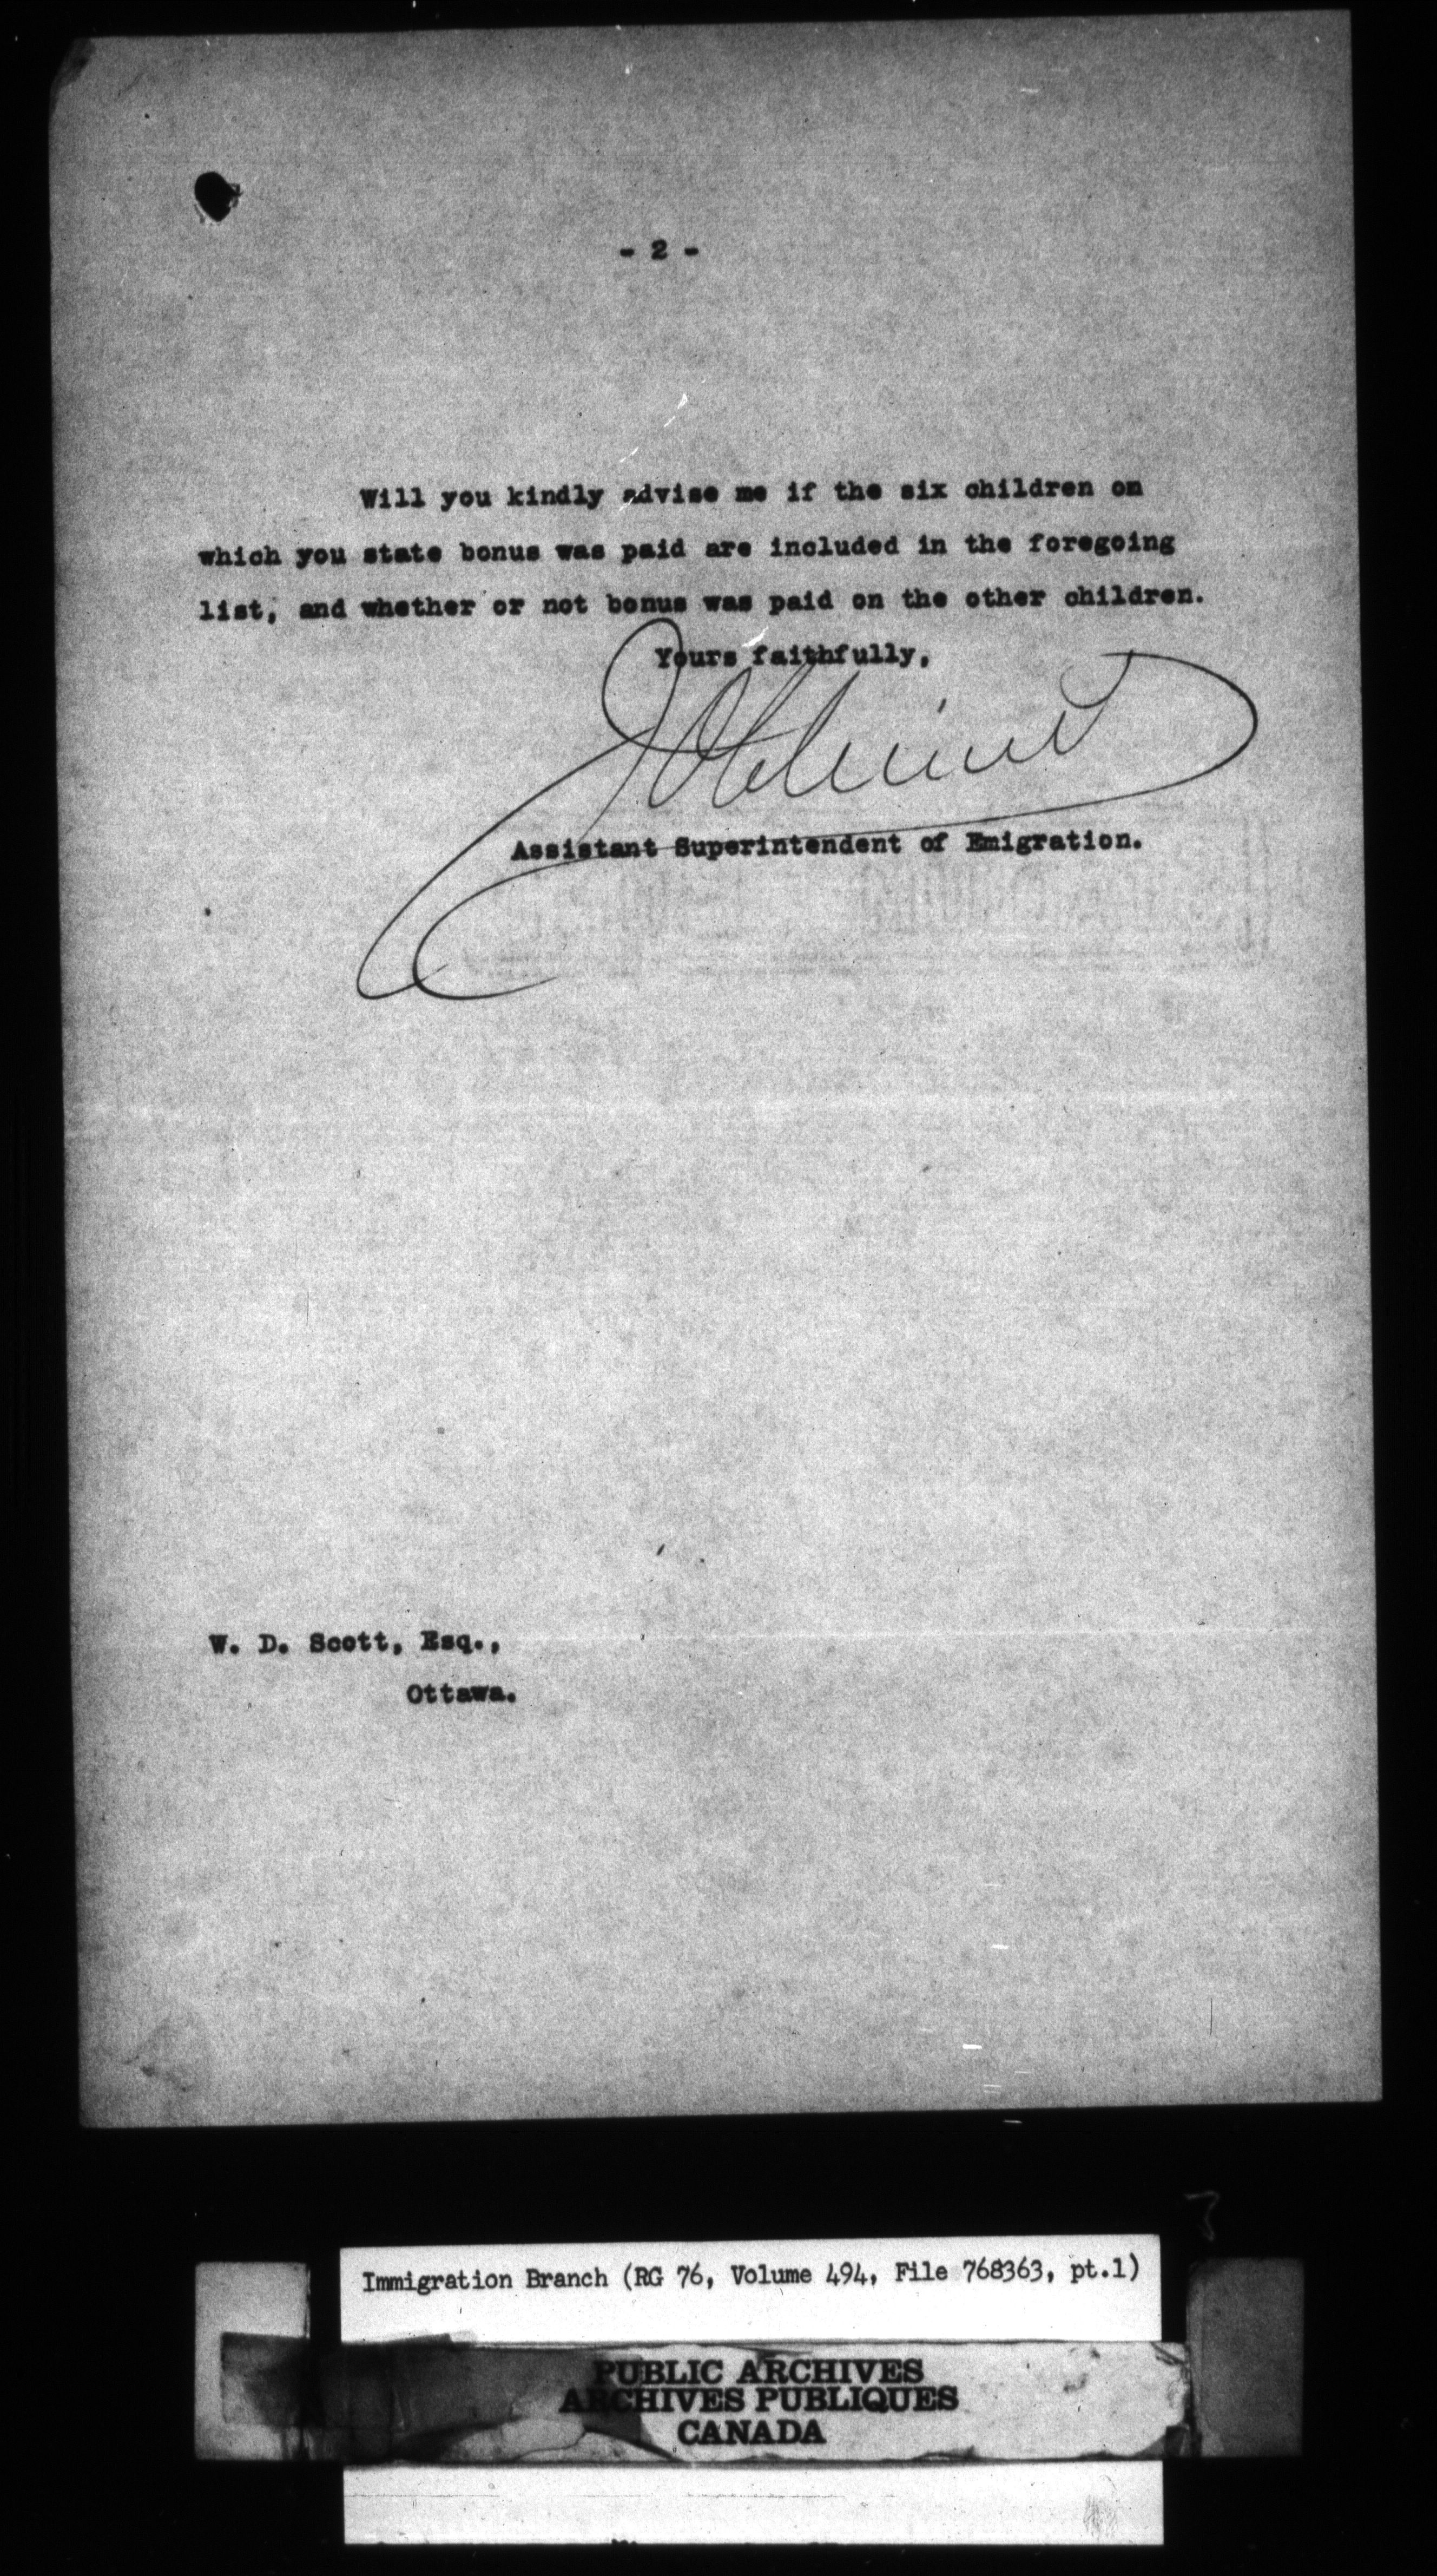 - 2 -
Will you kindly advise me if the six children on
which you state bonus was paid are included in the foregoing
list, and whether or not bonus was paid on the other children.
Yours faithfully,
Assistant Superintendent of Emigration.
W. D. Scott, Esq.,
Ottawa.
Immigration Branch (RG 76, Volume 494, File 768363, pt.1)
PUBLIC ARCHIVES
ARCHIVES PUBLIQUES
CANADA